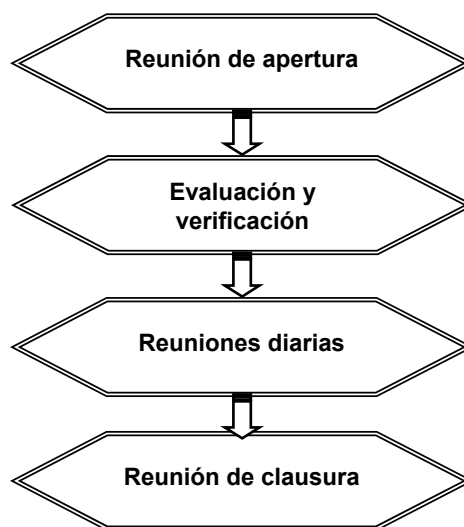 Reunión de apertura
Evaluación y
verificación
Reuniones diarias
Reunión de clausura